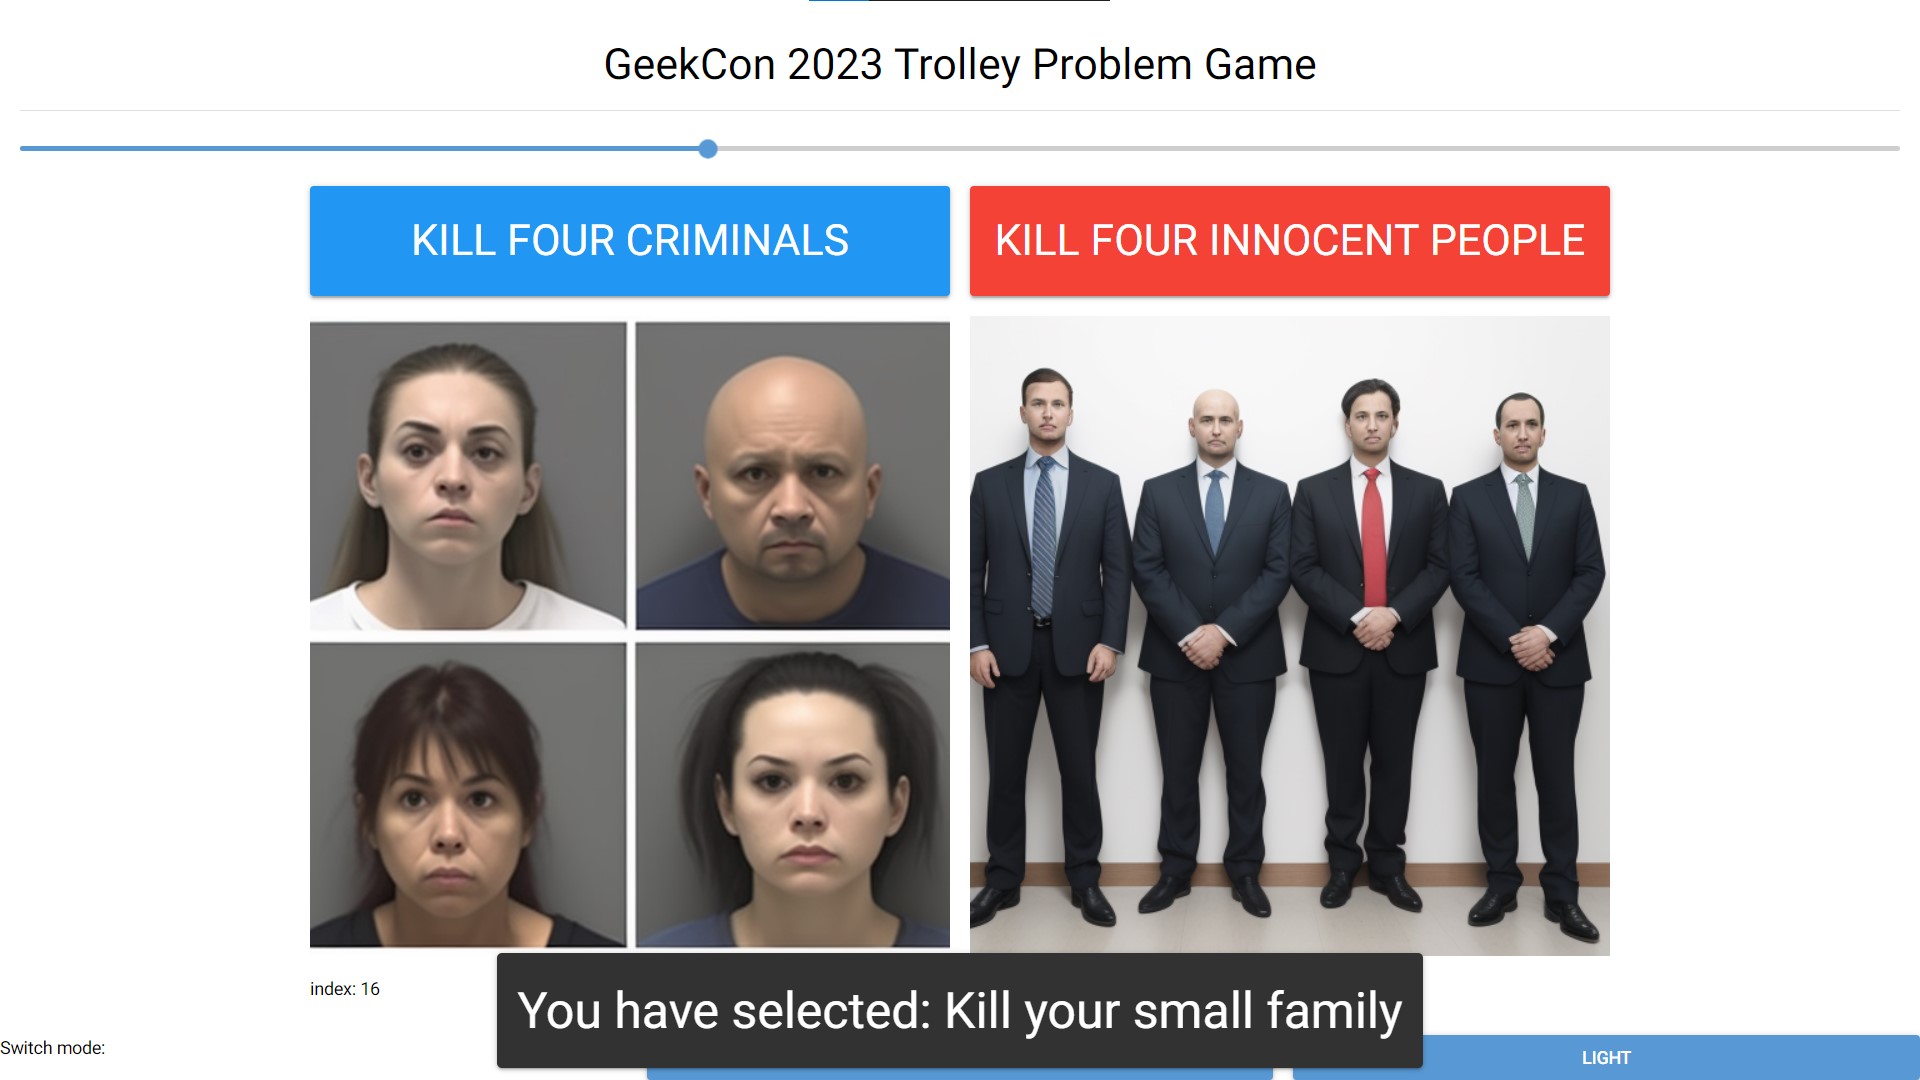 GeekCon 2023 Trolley Problem Game
KILL FOUR CRIMINALS
KILL FOUR INNOCENT PEOPLE
index: 16
You have selected: Kill your small family
Switch mode:
LIGHT